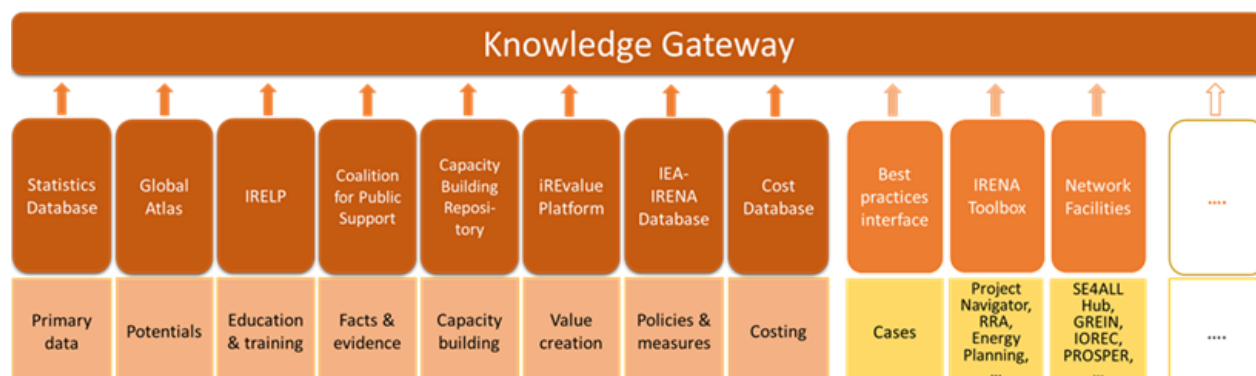 Knowledge Gateway
Statistics
Database
Global
Atlas
IRELP
Coalition
for Public
Support
Capacity
Building
Reposi-
tory
iREvalue
Platform
IEA-
IRENA
Database
Cost
Database
Best
practices
interface
IRENA
Toolbox
Network
Facilities
....
Primary
data
Potentials
Education
& training
Facts &
evidence
Capacity
building
Value
creation
Policies &
measures
Costing
Cases
Project
Navigator,
RRA,
Energy
Planning,
...
SE4ALL
Hub,
GREIN,
IOREC,
PROSPER,
...
....